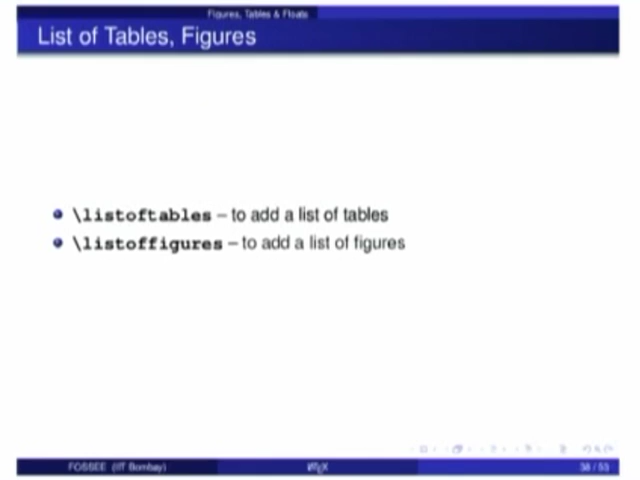 Figures, Tables & Floats
List of Tables, Figures
\listoftables – to add a list of tables
\listoffigures – to add a list of figures
FOSSEE (IIT Bombay)
LATEX
38 / 53